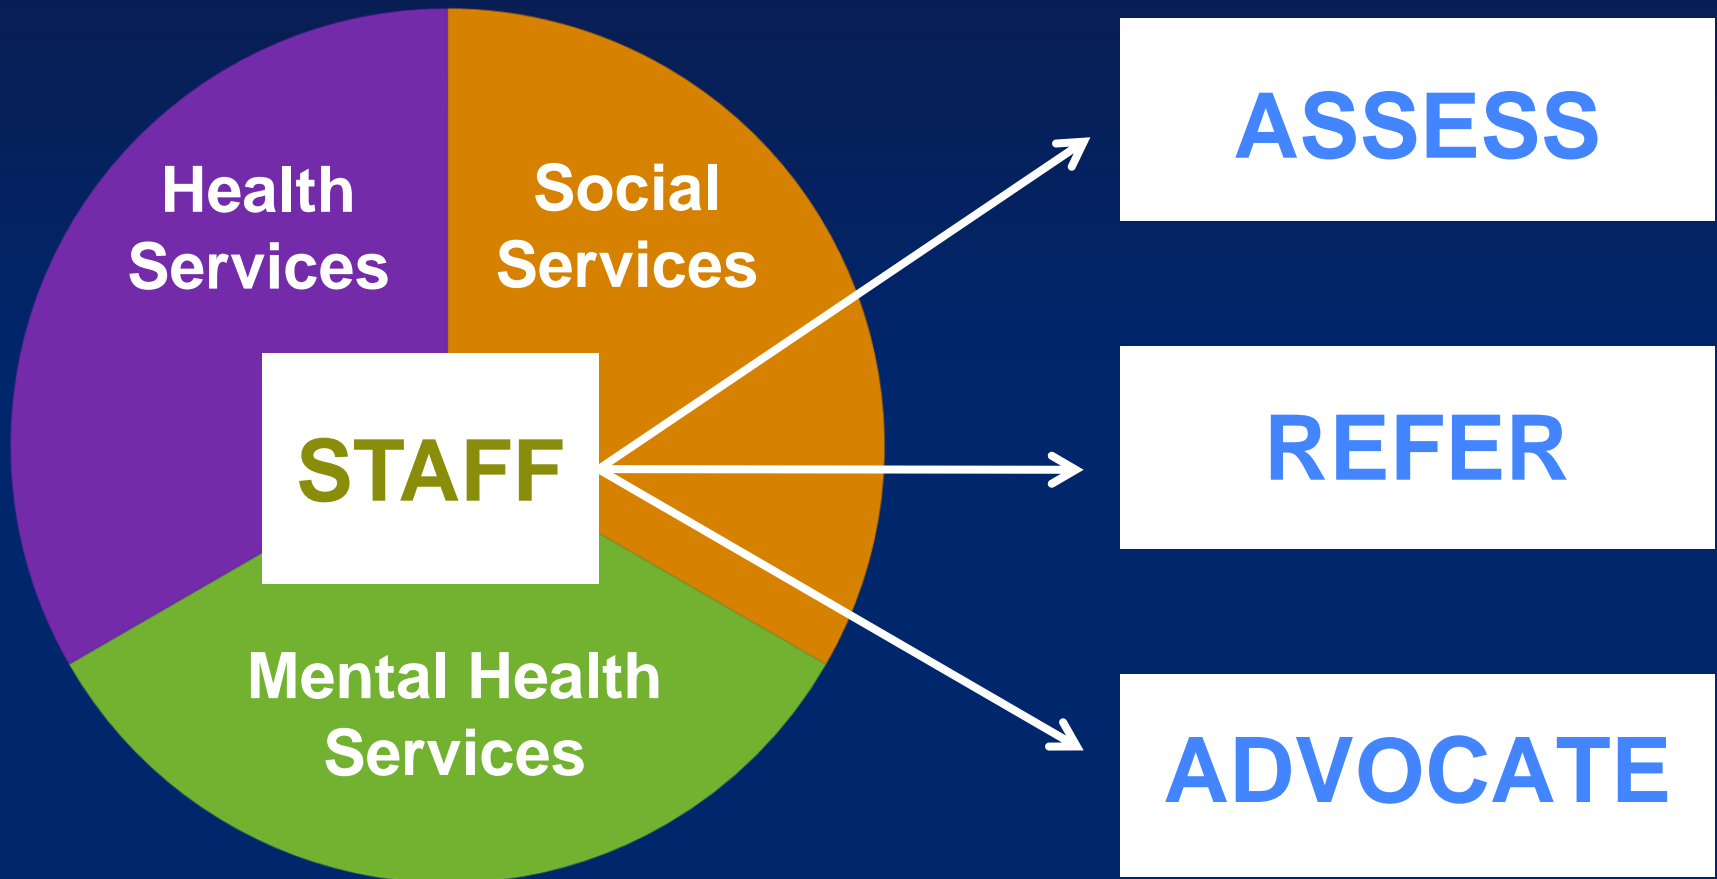 Health
Services
Social
Services
STAFF
Mental Health
Services
ASSESS
REFER
ADVOCATE